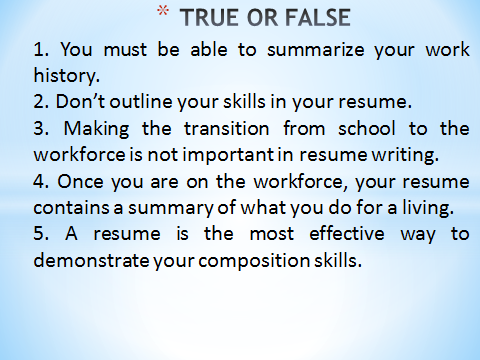 * TRUE OR FALSE
1. You must be able to summarize your work
history.
2. Don’t outline your skills in your resume.
3. Making the transition from school to the
workforce is not important in resume writing.
4. Once you are on the workforce, your resume
contains a summary of what you do for a living.
5. A resume is the most effective way to
demonstrate your composition skills.